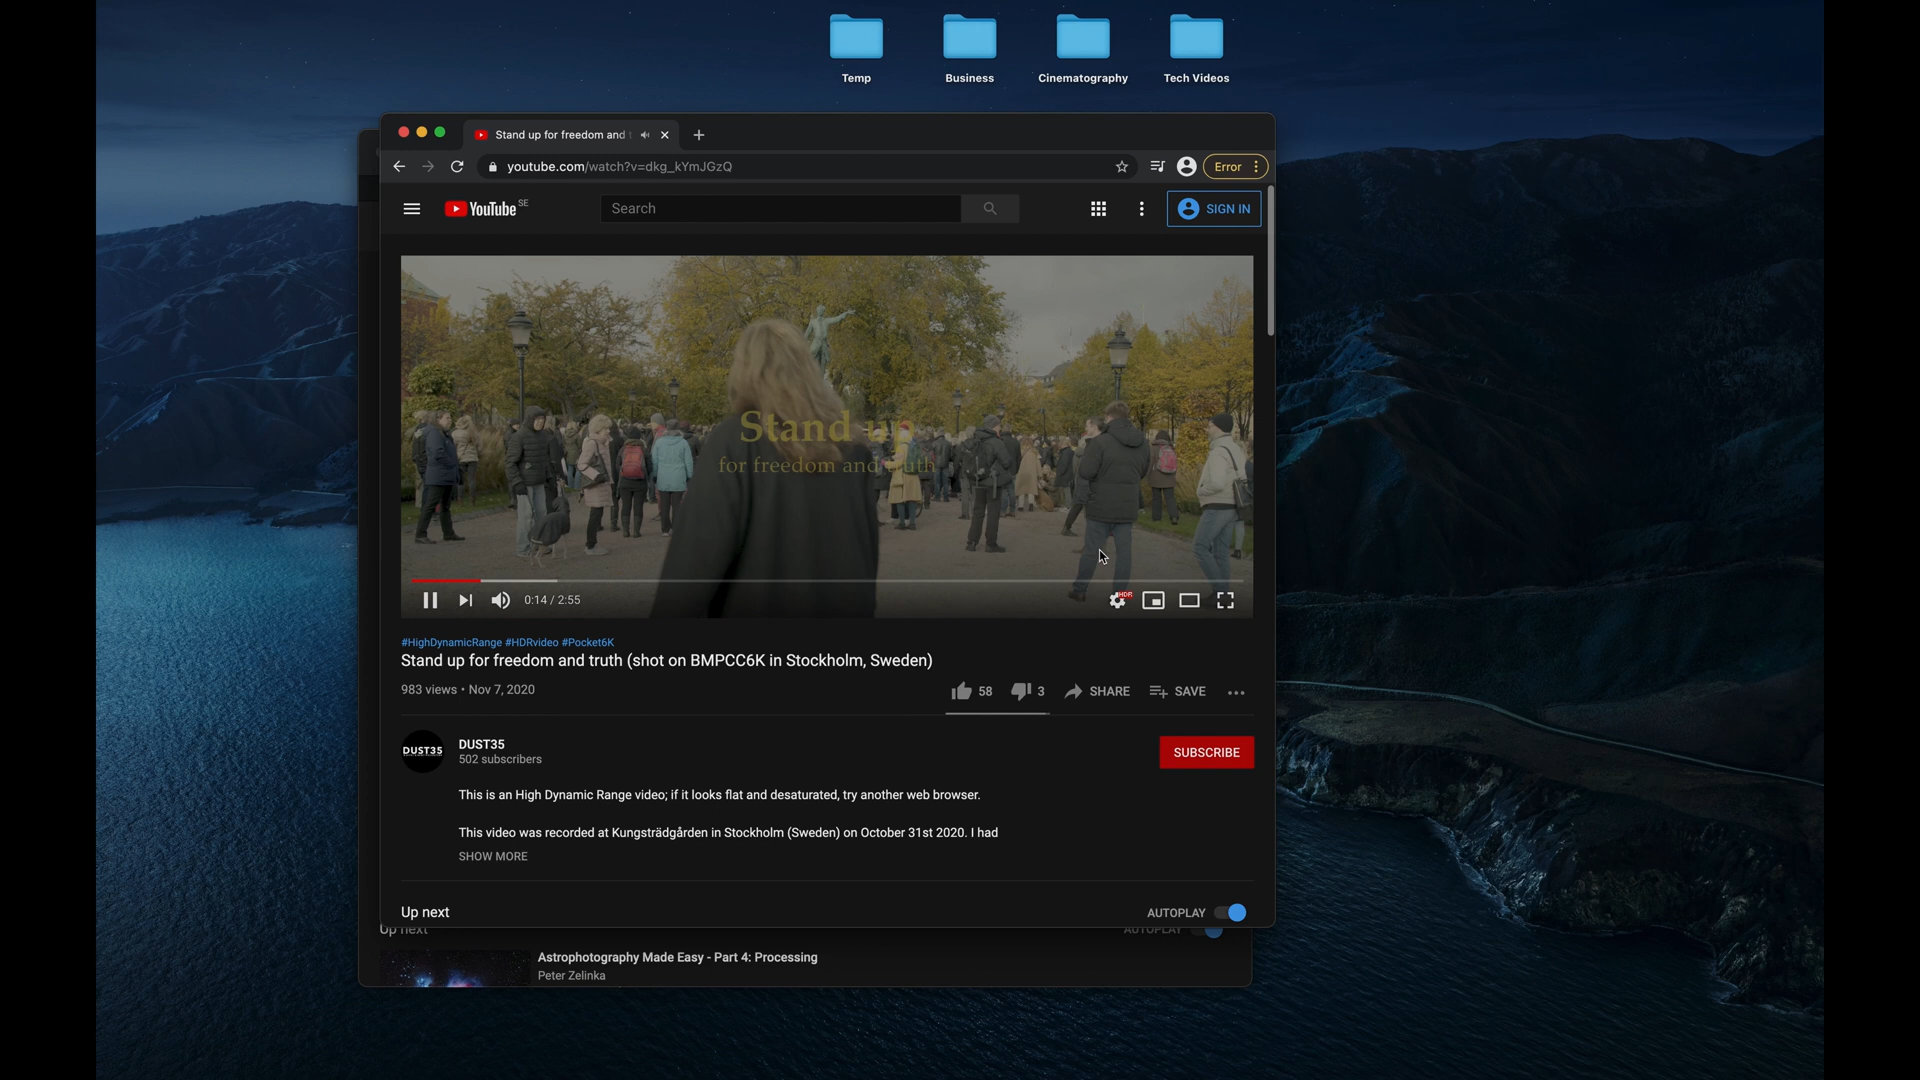 Temp
Business
Cinematography
Tech Videos
Stand up for freedom and
youtube.com/watch?v=dkg_kYmJGzQ
Error
YouTube SE
Search
SIGN IN
Stand up
for freedom and truth
0:14 / 2:55
HDR
#HighDynamicRange #HDRvideo #Pocket6K
Stand up for freedom and truth (shot on BMPCC6K in Stockholm, Sweden)
983 views • Nov 7, 2020
58
3
SHARE
SAVE
DUST35
DUST35
502 subscribers
SUBSCRIBE
This is an High Dynamic Range video; if it looks flat and desaturated, try another web browser.
This video was recorded at Kungsträdgården in Stockholm (Sweden) on October 31st 2020. I had
SHOW MORE
Up next
AUTOPLAY
Up next
AUTOPLAY
Astrophotography Made Easy - Part 4: Processing
Peter Zelinka